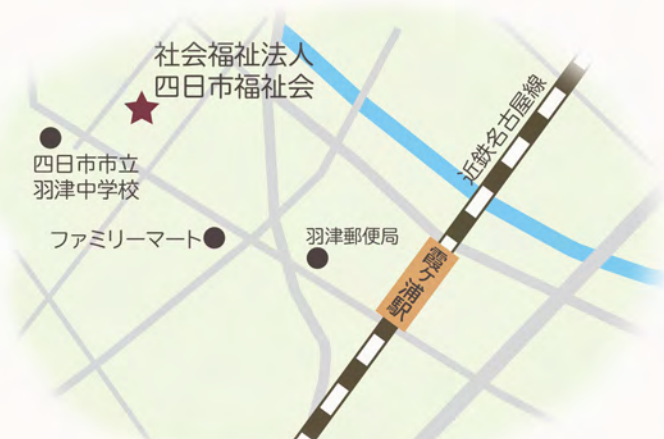 社会福祉法人
四日市福祉会
近鉄名古屋線
四日市市立
羽津中学校
ファミリーマート
羽津郵便局
霞ヶ浦駅